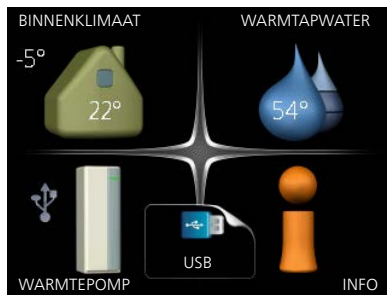 BINNENKLIMAAT
WARMTAPWATER
-5°
22°
54°
USB
WARMTEPOMP
INFO